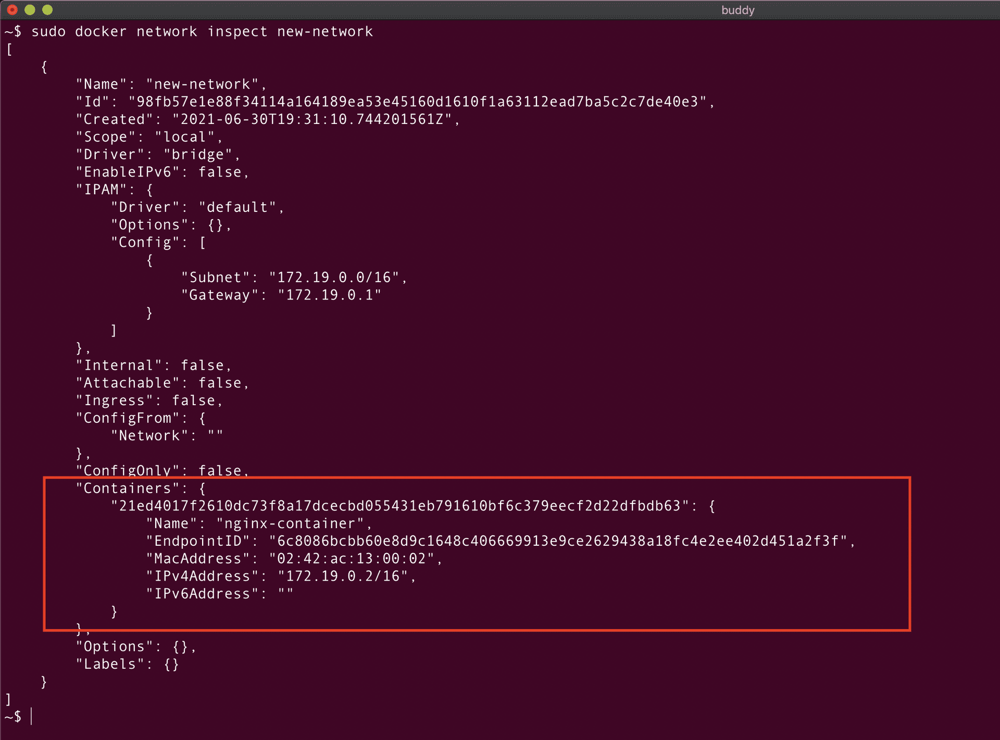 buddy
~$ sudo docker network inspect new-network
[
    {
        "Name": "new-network",
        "Id": "98fb57e1e88f34114a164189ea53e45160d1610f1a63112ead7ba5c2c7de40e3",
        "Created": "2021-06-30T19:31:10.744201561Z",
        "Scope": "local",
        "Driver": "bridge",
        "EnableIPv6": false,
        "IPAM": {
            "Driver": "default",
            "Options": {},
            "Config": [
                {
                    "Subnet": "172.19.0.0/16",
                    "Gateway": "172.19.0.1"
                }
            ]
        },
        "Internal": false,
        "Attachable": false,
        "Ingress": false,
        "ConfigFrom": {
            "Network": ""
        },
        "ConfigOnly": false,
        "Containers": {
            "21ed4017f2610dc73f8a17dcecbd055431eb791610bf6c379eecf2d22dfbdb63": {
                "Name": "nginx-container",
                "EndpointID": "6c8086bcbb60e8d9c1648c406669913e9ce2629438a18fc4e2ee402d451a2f3f",
                "MacAddress": "02:42:ac:13:00:02",
                "IPv4Address": "172.19.0.2/16",
                "IPv6Address": ""
            }
        },
        "Options": {},
        "Labels": {}
    }
]
~$